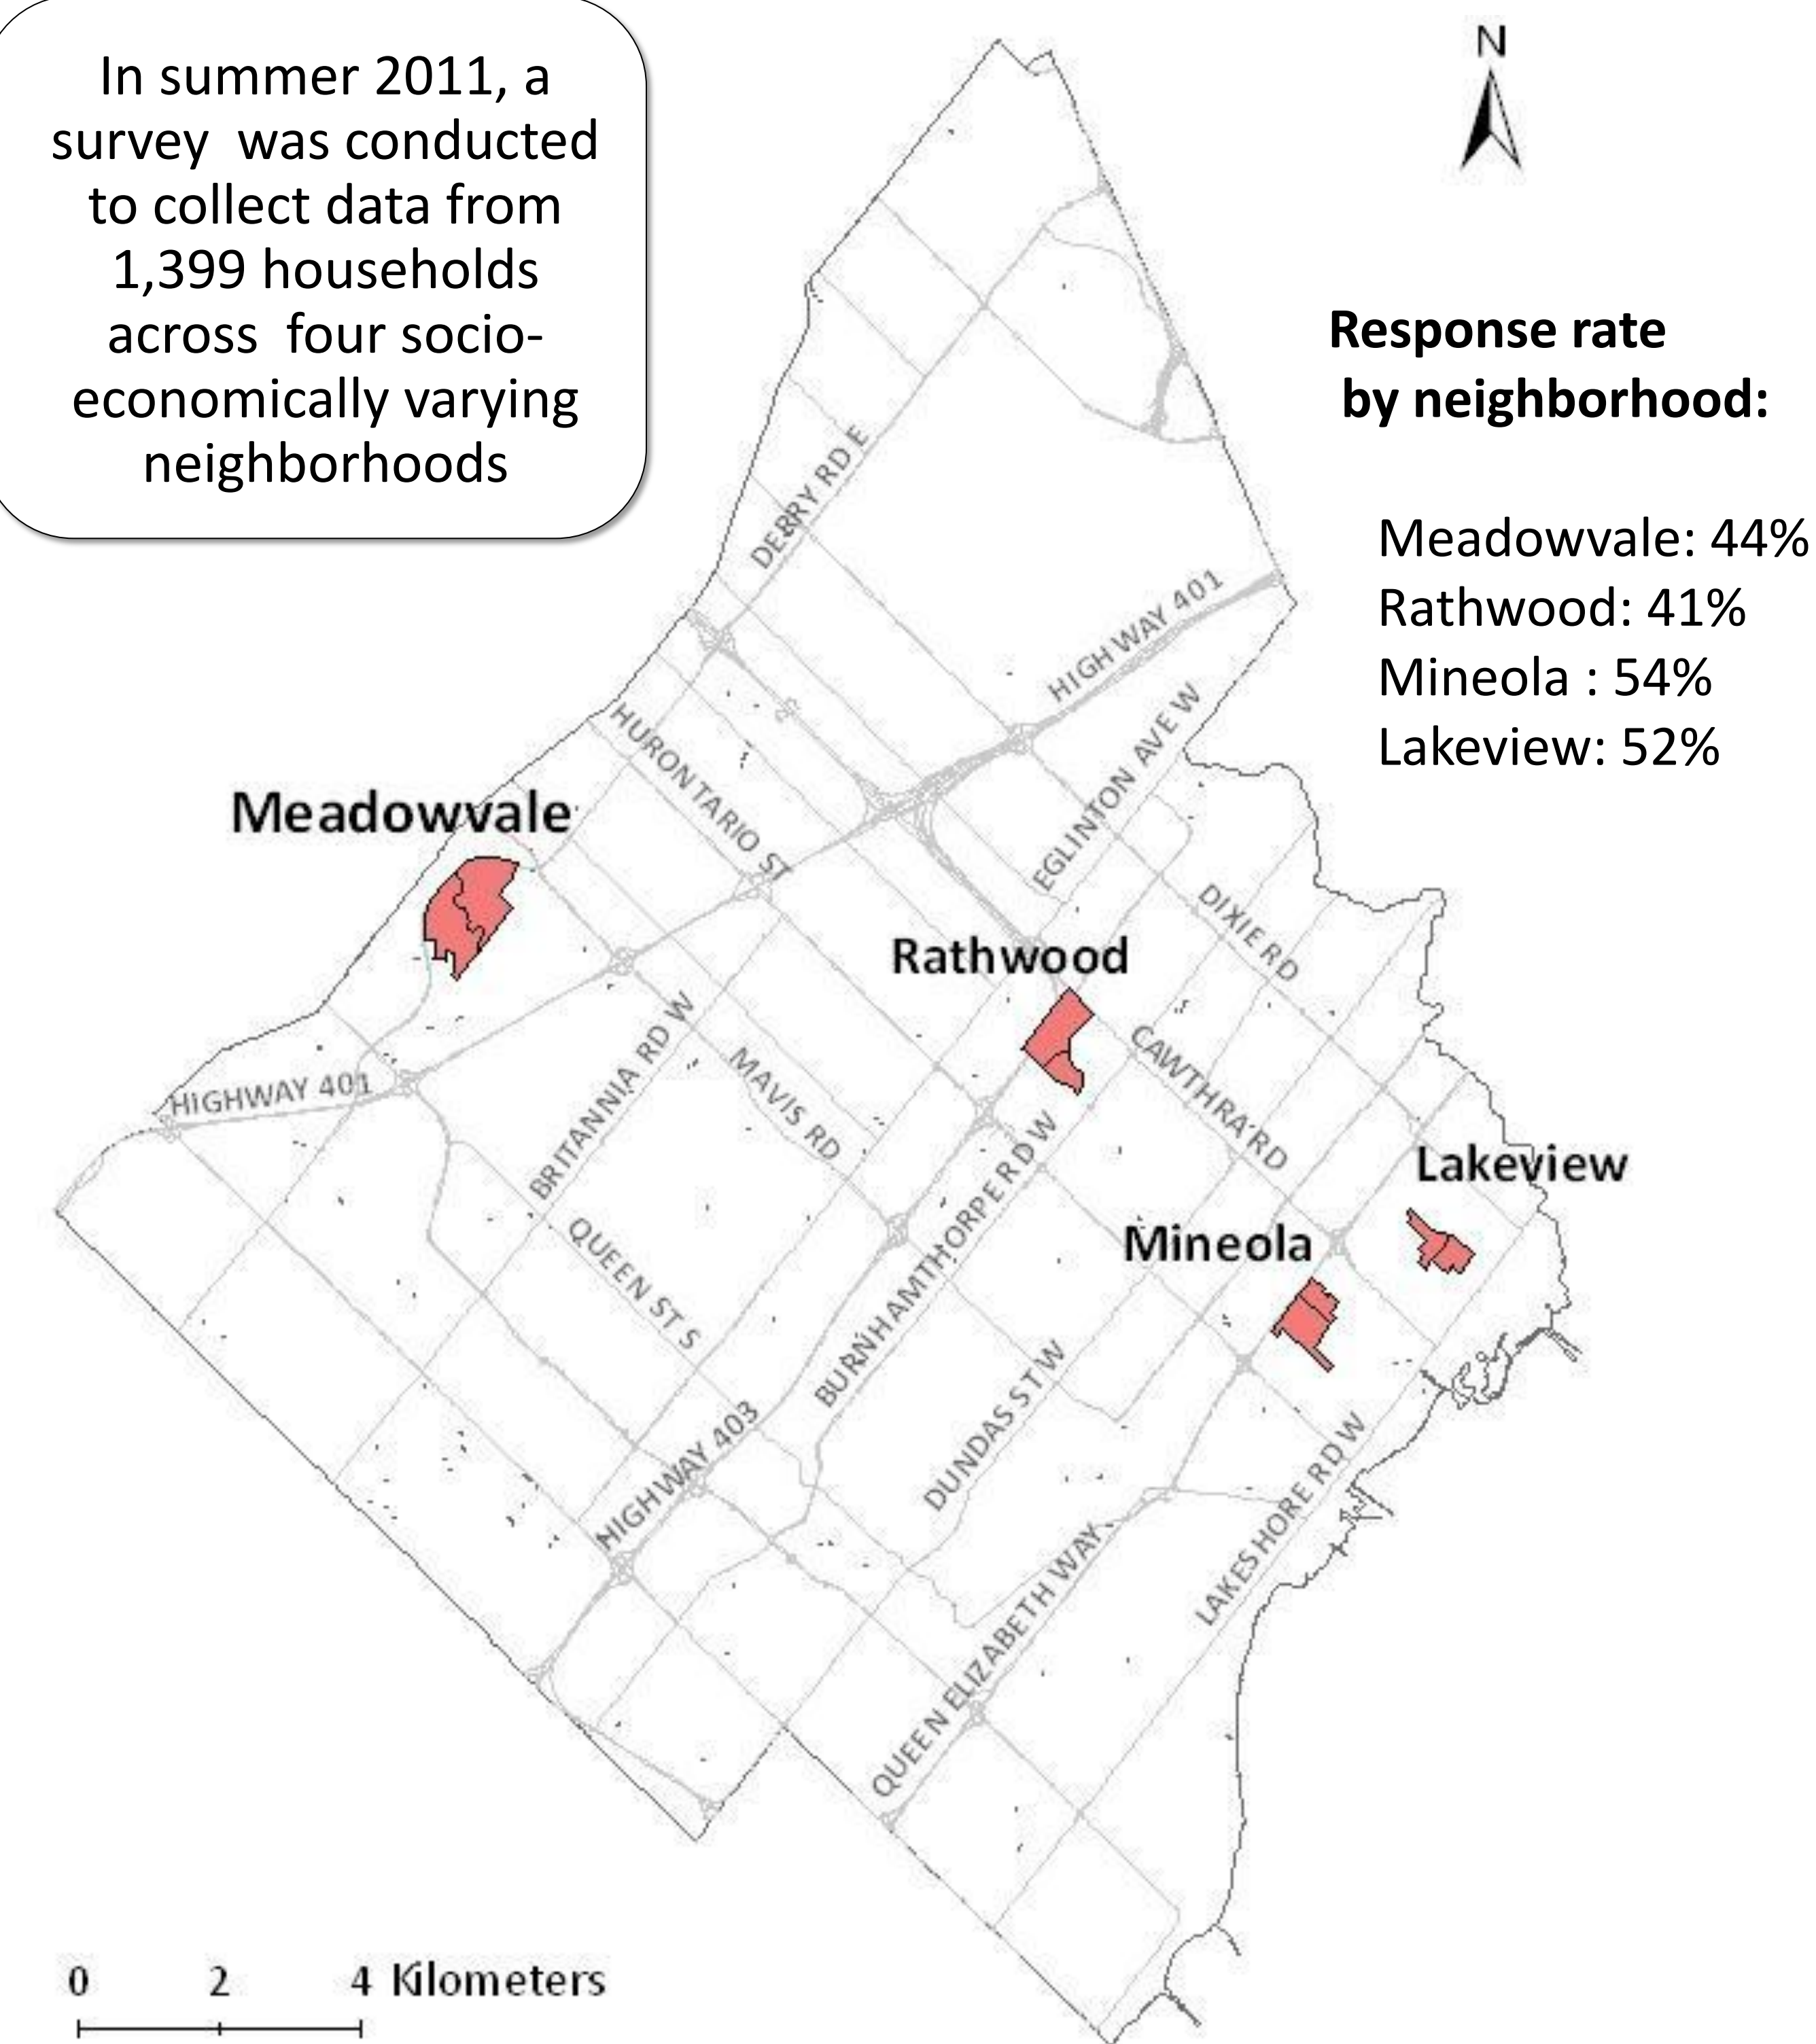 In summer 2011, a
survey  was conducted
to collect data from
1,399 households
across  four socio-
economically varying
neighborhoods
N
Response rate
by neighborhood:
Meadowvale: 44%
Rathwood: 41%
Mineola : 54%
Lakeview: 52%
DERRY RD E
HIGHWAY 401
HURONTARIO ST
EGLINTON AVE W
Meadowvale
DIXIE RD
Rathwood
HIGHWAY 401
BRITANNIA RD W
MAVIS RD
CAWTHRA RD
Lakeview
Mineola
QUEEN ST S
BURNHAMTHORPE RD W
DUNDAS ST W
HIGHWAY 403
LAKESHORE RD W
QUEEN ELIZABETH WAY
0 2 4 Kilometers